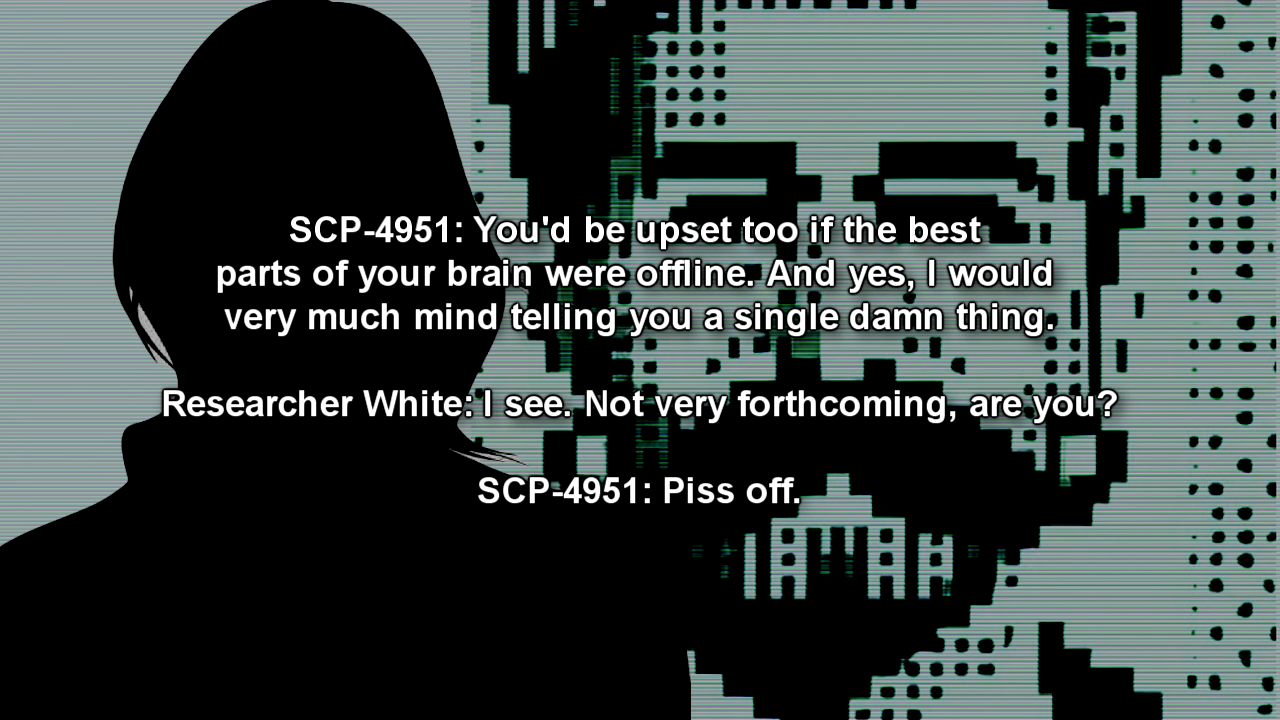 SCP-4951: You'd be upset too if the best
parts of your brain were offline. And yes, I would
very much mind telling you a single damn thing.
Researcher White: I see. Not very forthcoming, are you?
SCP-4951: Piss off.